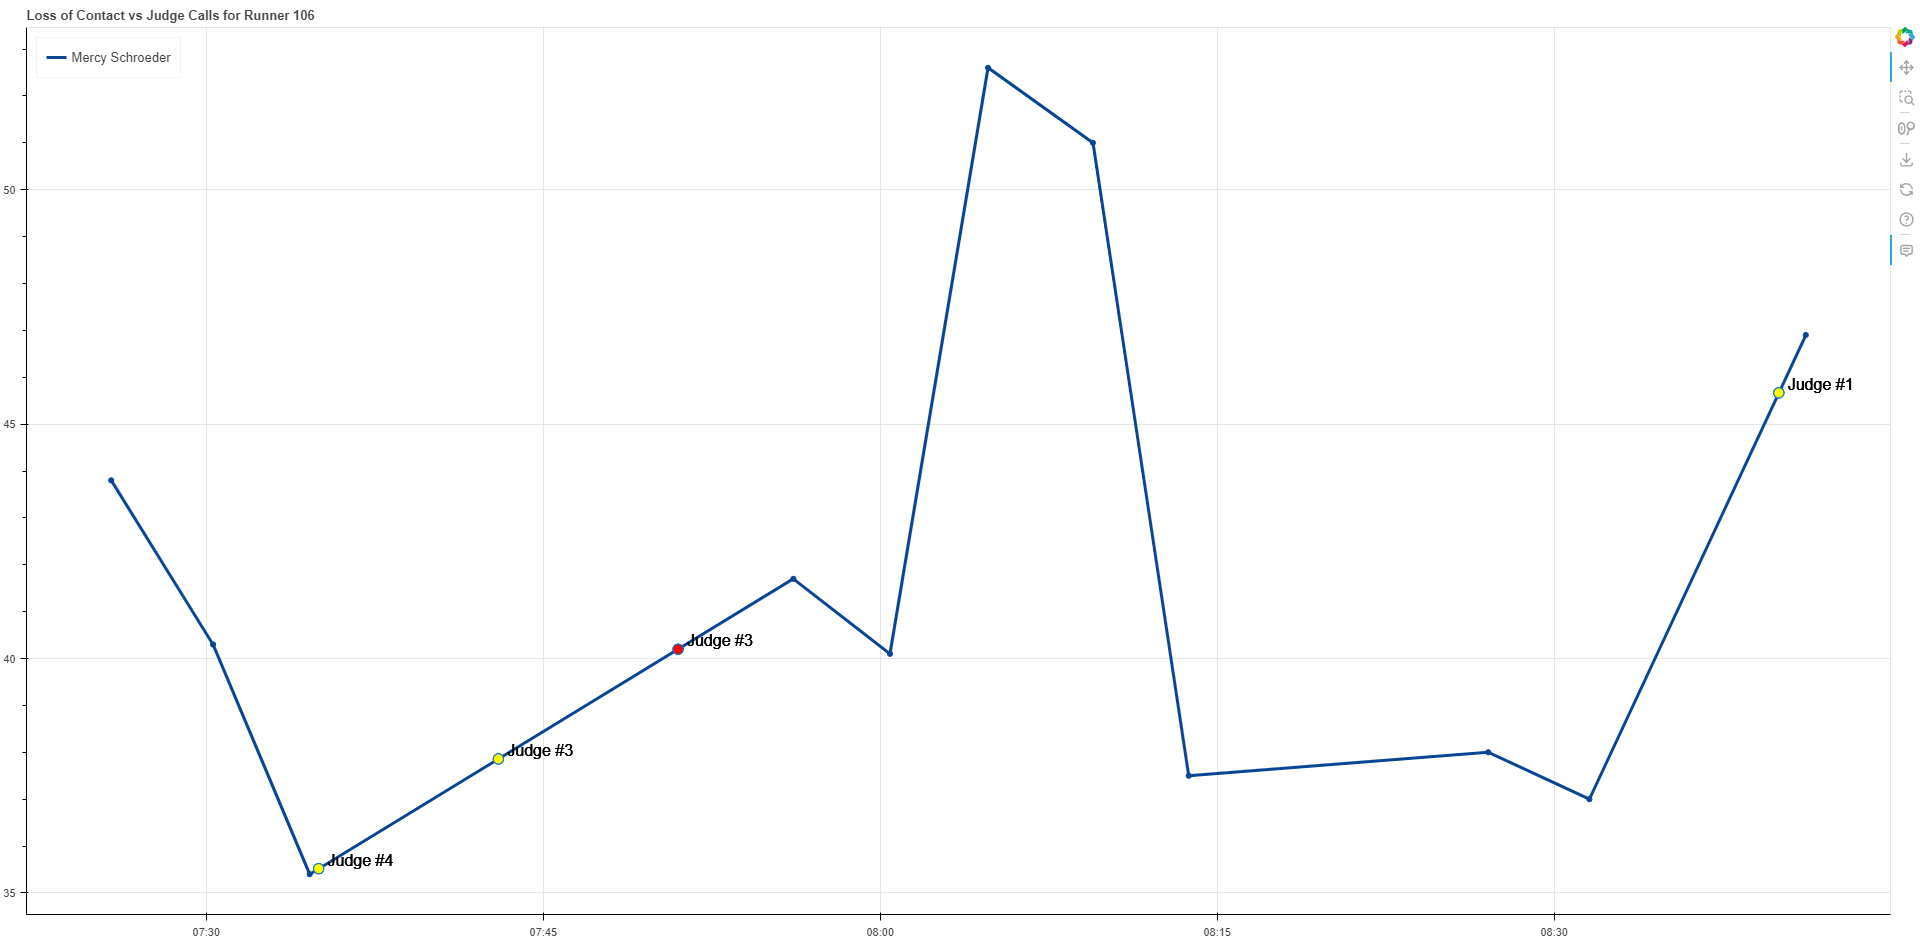 Loss of Contact vs Judge Calls for Runner 106
Mercy Schroeder
50
45
40
35
Judge #1
Judge #3
Judge #3
Judge #4
07:30
07:45
08:00
08:15
08:30